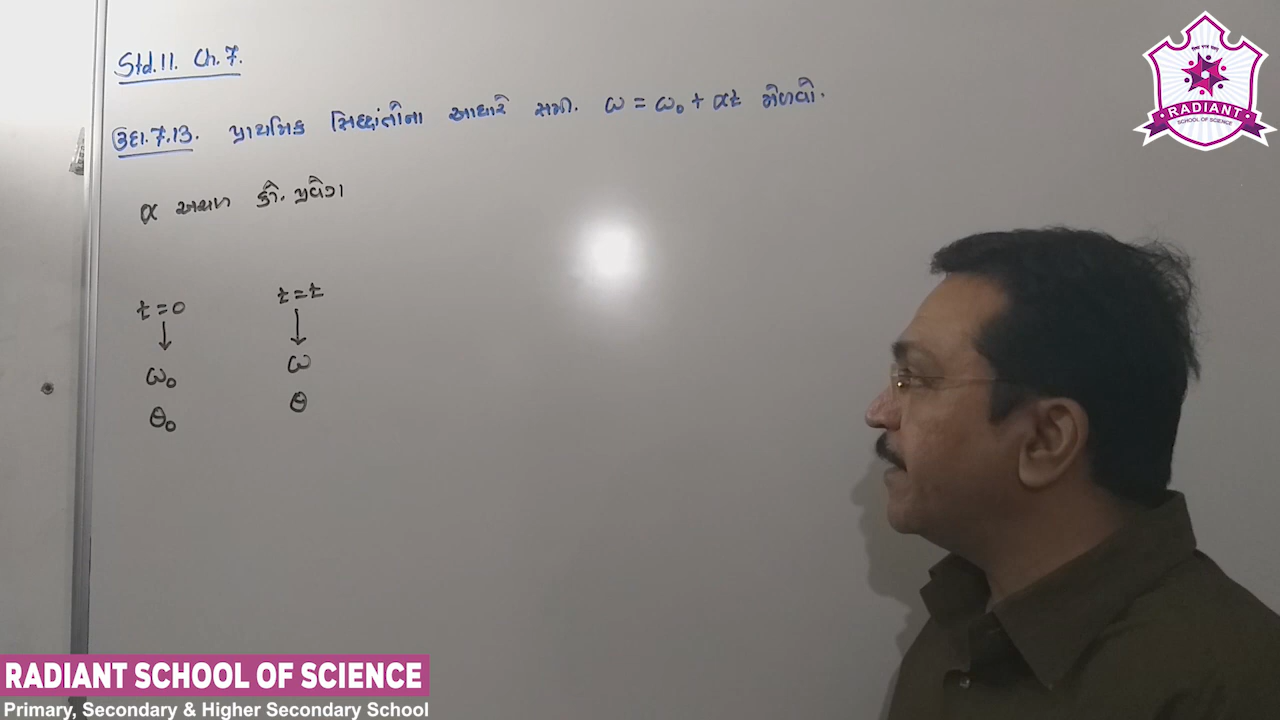 Std.11. Ch.7.
ઉદા.7.13. પ્રાથમિક સિદ્ધાંતોના આધારે સમી. ω = ω₀ + αt મેળવો.
α અચળ કો. પ્રવેગ
t = 0 t = t
↓ ↓
ω₀ ω
θ₀ θ
RADIANT
SCHOOL OF SCIENCE
RADIANT SCHOOL OF SCIENCE
Primary, Secondary & Higher Secondary School